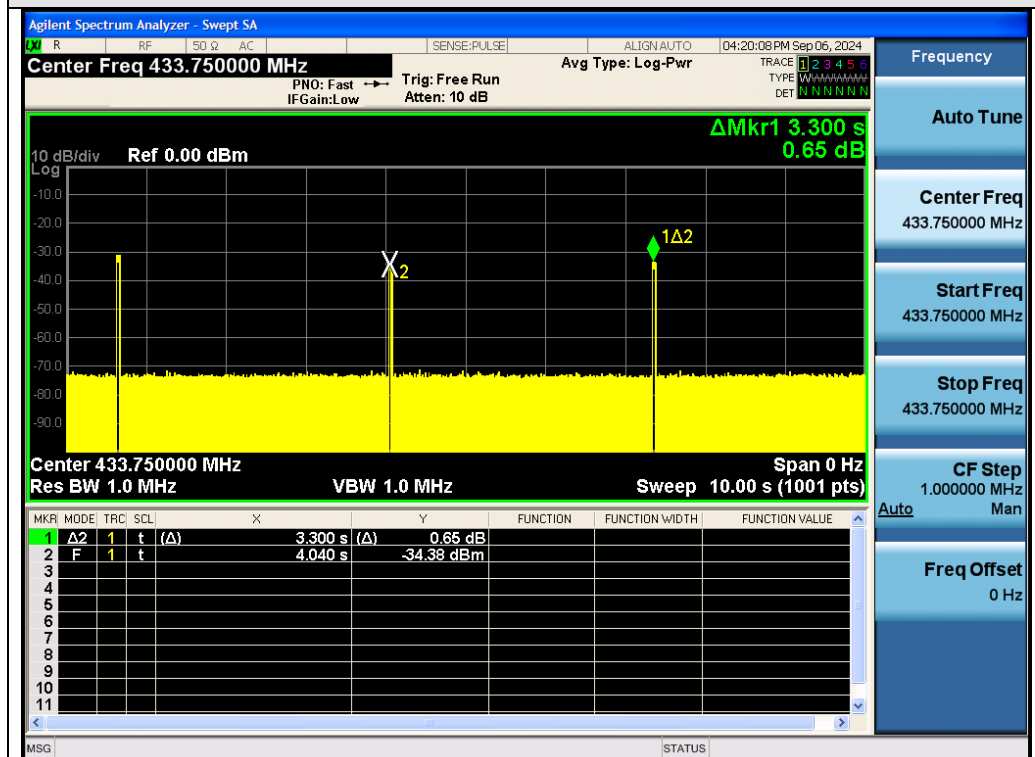 Agilent Spectrum Analyzer - Swept SA
LXI R RF 50 Ω AC SENSE:PULSE ALIGN AUTO 04:20:08 PM Sep 06, 2024
Center Freq 433.750000 MHz
PNO: Fast
IFGain:Low
Trig: Free Run
Atten: 10 dB
Avg Type: Log-Pwr
TRACE 1 2 3 4 5 6
TYPE
DET N N N N N N
ΔMkr1 3.300 s
0.65 dB
10 dB/div Ref 0.00 dBm
Log
-10.0
-20.0
-30.0
-40.0
-50.0
-60.0
-70.0
-80.0
-90.0
2
1Δ2
Center 433.750000 MHz Span 0 Hz
Res BW 1.0 MHz VBW 1.0 MHz Sweep 10.00 s (1001 pts)
MKR MODE TRC SCL X Y FUNCTION FUNCTION WIDTH FUNCTION VALUE
1 Δ2 1 t (Δ) 3.300 s (Δ) 0.65 dB
2 F 1 t 4.040 s -34.38 dBm
3
4
5
6
7
8
9
10
11
MSG STATUS
Frequency
Auto Tune
Center Freq
433.750000 MHz
Start Freq
433.750000 MHz
Stop Freq
433.750000 MHz
CF Step
1.000000 MHz
Auto Man
Freq Offset
0 Hz